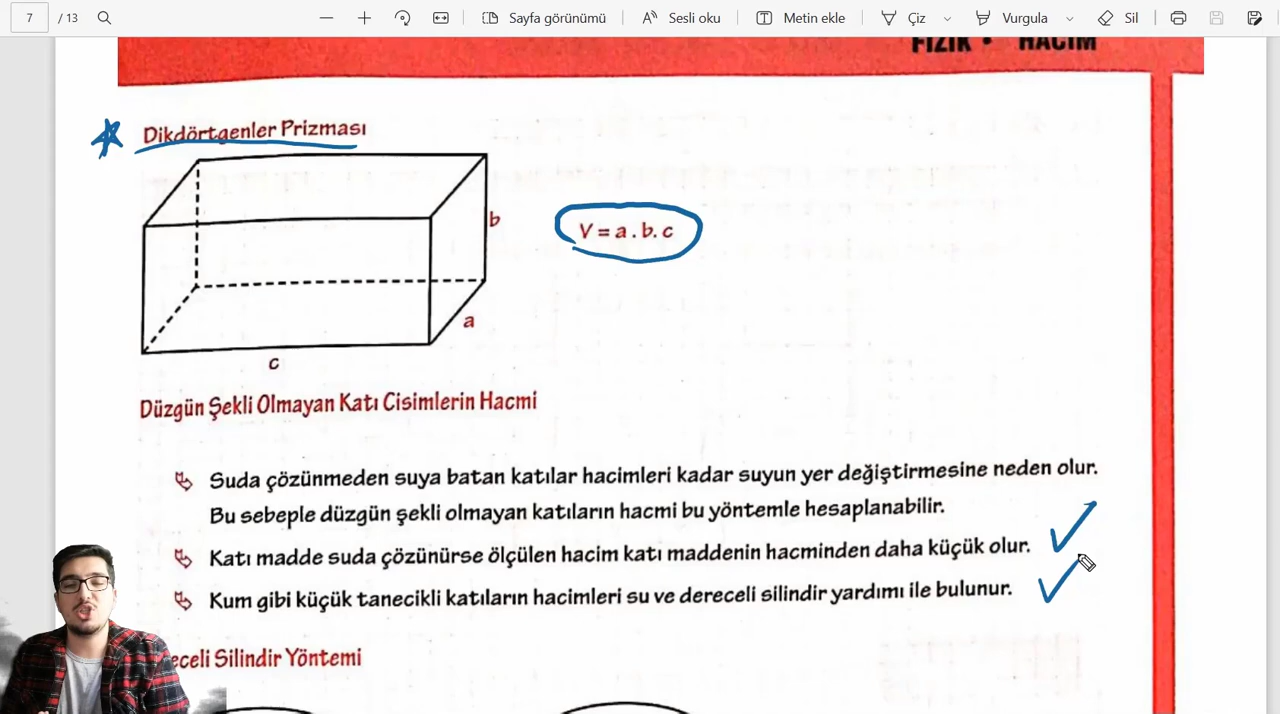 7 / 13
Sayfa görünümü
Sesli oku
Metin ekle
Çiz
Vurgula
Sil
FİZİK • HACİM
Dikdörtgenler Prizması
b
V = a . b. c
a
c
Düzgün Şekli Olmayan Katı Cisimlerin Hacmi
Suda çözünmeden suya batan katılar hacimleri kadar suyun yer değiştirmesine neden olur.
Bu sebeple düzgün şekli olmayan katıların hacmi bu yöntemle hesaplanabilir.
Katı madde suda çözünürse ölçülen hacim katı maddenin hacminden daha küçük olur.
Kum gibi küçük tanecikli katıların hacimleri su ve dereceli silindir yardımı ile bulunur.
eceli Silindir Yöntemi